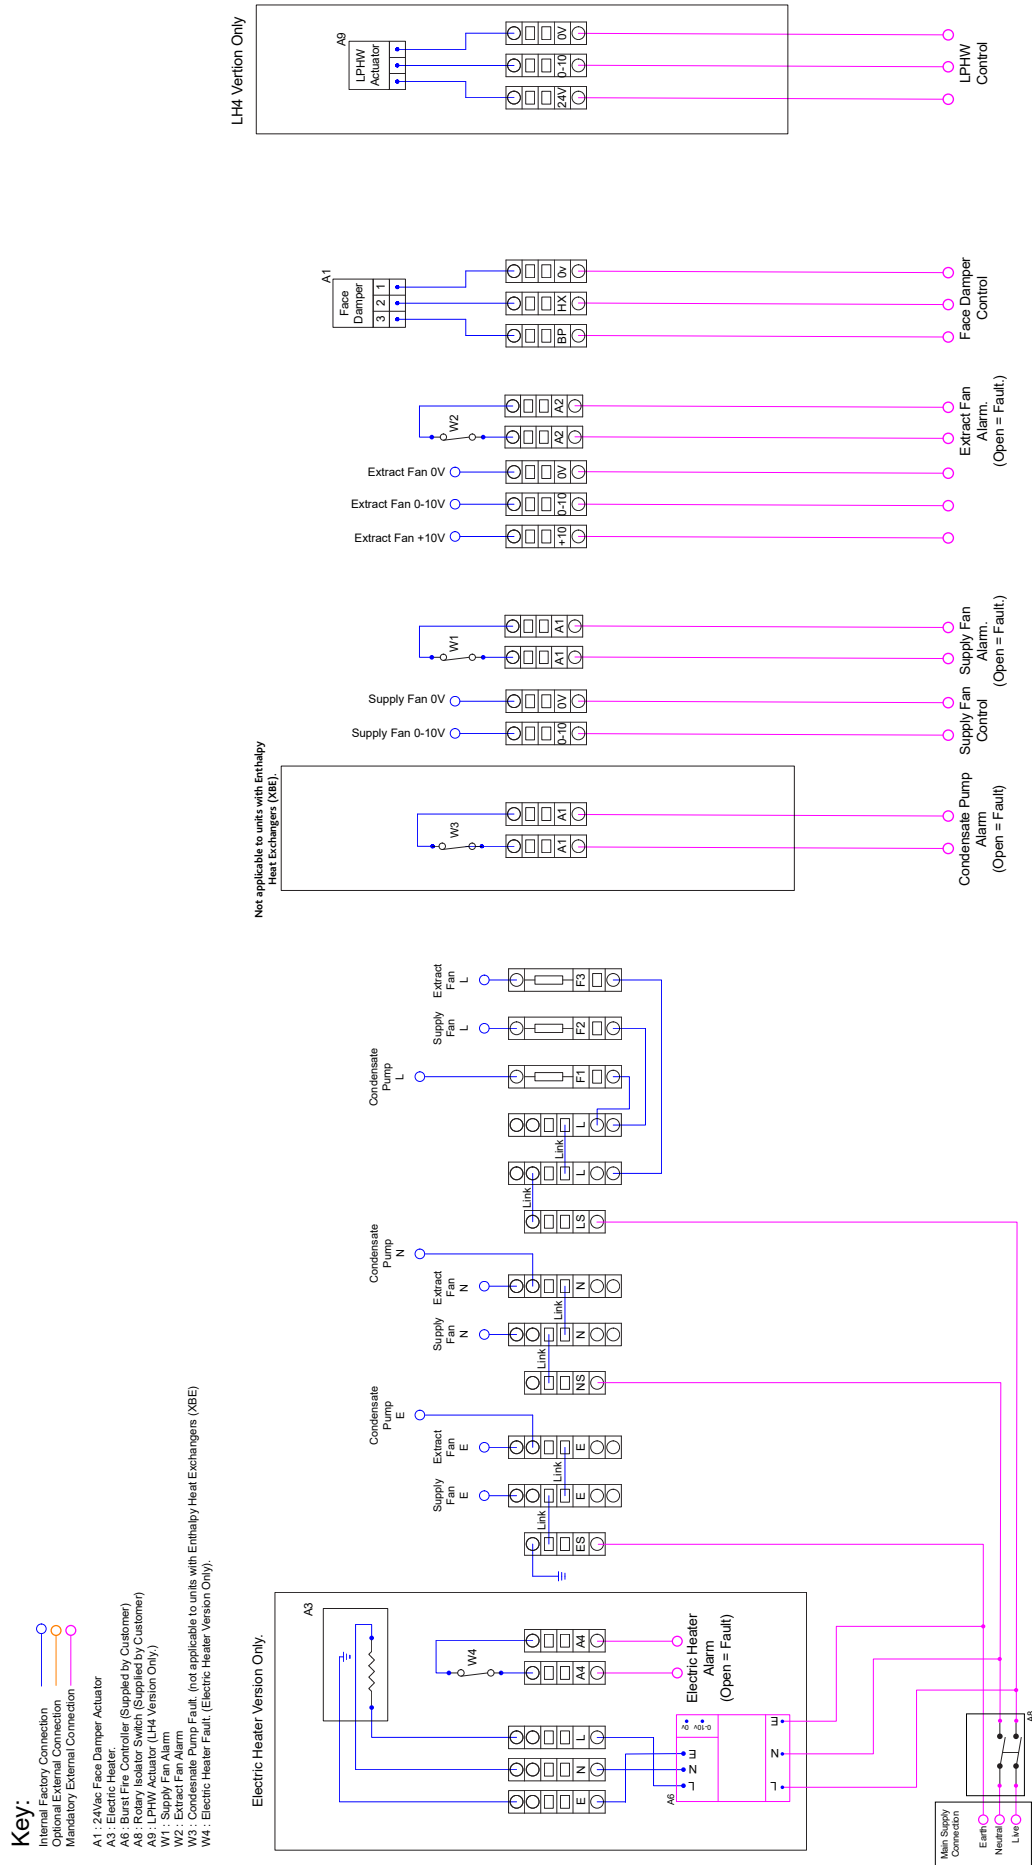 Key:
Internal Factory Connection
Optional External Connection
Mandatory External Connection
A1 : 24Vac Face Damper Actuator
A3 : Electric Heater.
A6 : Burst Fire Controller (Supplied by Customer)
A8 : Rotary Isolator Switch (Supplied by Customer)
A9 : LPHW Actuator (LH4 Version Only)
W1 : Supply Fan Alarm
W2 : Extract Fan Alarm
W3 : Condesnate Pump Fault. (not applicable to units with Enthalpy Heat Exchangers (XBE)
W4 : Electric Heater Fault. (Electric Heater Version Only).
Main Supply
Connection
Earth
Neutral
Live
A8
Electric Heater Version Only.
A3
E
N
L
W4
A4
A4
Electric Heater
Alarm
(Open = Fault)
A6
L
N
E
0-10v
0v
L
N
E
Link
Link
ES
E
E
Supply
Fan
E
Extract
Fan
E
Condensate
Pump
E
Link
Link
NS
N
N
Supply
Fan
N
Extract
Fan
N
Condensate
Pump
N
Link
Link
LS
L
L
F1
F2
F3
Condensate
Pump
L
Supply
Fan
L
Extract
Fan
L
Not applicable to units with Enthalpy
Heat Exchangers (XBE).
W3
A1
A1
Condensate Pump
Alarm
(Open = Fault)
Supply Fan 0-10V
Supply Fan 0V
0-10
0V
Supply Fan
Control
W1
A1
A1
Supply Fan
Alarm.
(Open = Fault.)
Extract Fan +10V
Extract Fan 0-10V
Extract Fan 0V
+10
0-10
0V
W2
A2
A2
Extract Fan
Alarm.
(Open = Fault.)
A1
Face
Damper
3 2 1
BP
HX
0v
Face Damper
Control
LH4 Vertion Only
A9
LPHW
Actuator
24V
0-10
0V
LPHW
Control